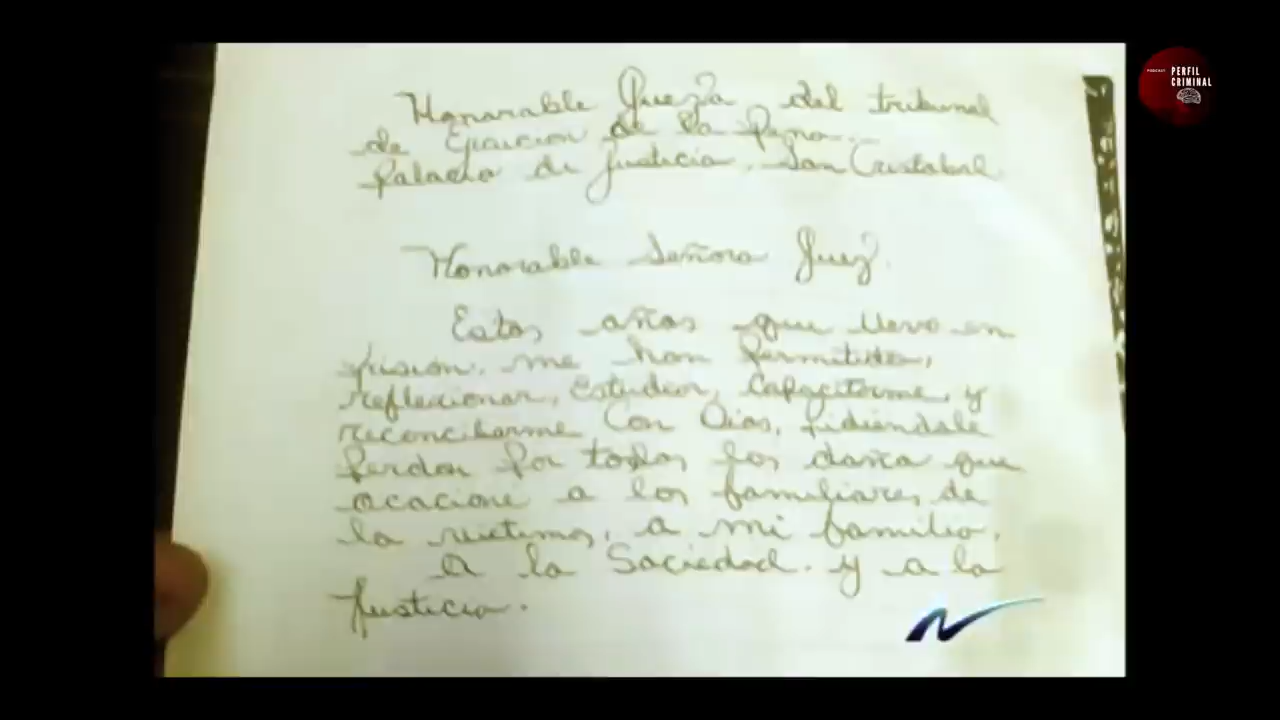 PODCAST PERFIL
CRIMINAL
Honorable Jueza del tribunal
de Ejecucion de la Pena...
Palacio de justicia, San Cristobal
Honorable Señora Juez.
Estos años que llevo en
prision, me han permitido,
reflexionar, Estudiar, Capacitarme, y
reconciliarme Con Dios, pidiendole
perdon por todos los daña que
ocacione a los familiares de
la victima, a mi familia,
a la Sociedad. y a la
Justicia.
N